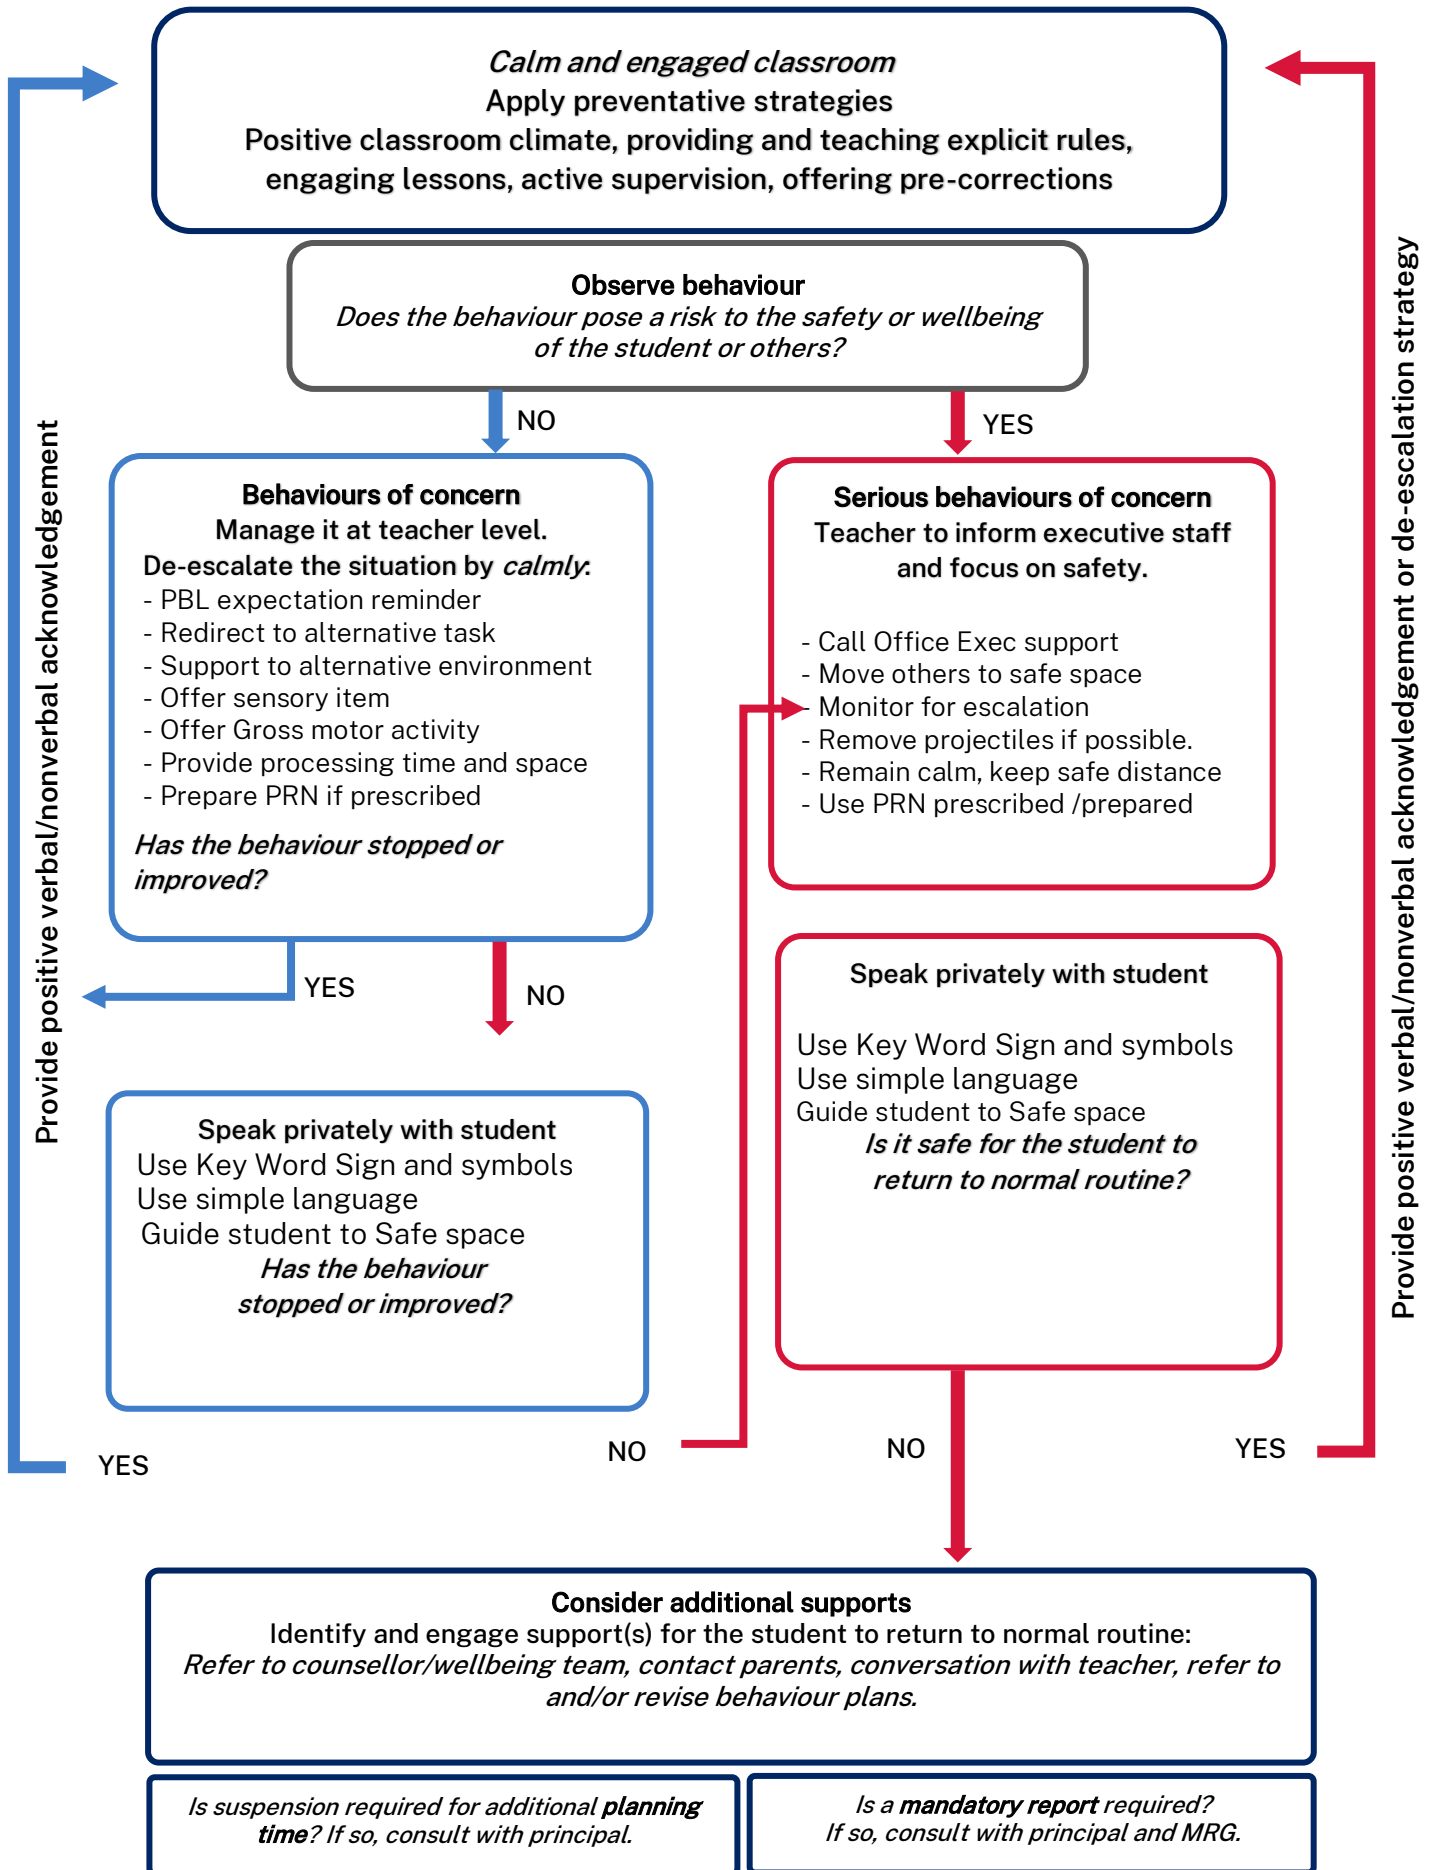 Calm and engaged classroom
Apply preventative strategies
Positive classroom climate, providing and teaching explicit rules,
engaging lessons, active supervision, offering pre-corrections
Observe behaviour
Does the behaviour pose a risk to the safety or wellbeing
of the student or others?
NO
YES
Behaviours of concern
Manage it at teacher level.
De-escalate the situation by calmly:
- PBL expectation reminder
- Redirect to alternative task
- Support to alternative environment
- Offer sensory item
- Offer Gross motor activity
- Provide processing time and space
- Prepare PRN if prescribed
Has the behaviour stopped or
improved?
Serious behaviours of concern
Teacher to inform executive staff
and focus on safety.
- Call Office Exec support
- Move others to safe space
- Monitor for escalation
- Remove projectiles if possible.
- Remain calm, keep safe distance
- Use PRN prescribed /prepared
YES
NO
Speak privately with student
Use Key Word Sign and symbols
Use simple language
Guide student to Safe space
Has the behaviour
stopped or improved?
Speak privately with student
Use Key Word Sign and symbols
Use simple language
Guide student to Safe space
Is it safe for the student to
return to normal routine?
YES
NO
NO
YES
Provide positive verbal/nonverbal acknowledgement
Provide positive verbal/nonverbal acknowledgement or de-escalation strategy
Consider additional supports
Identify and engage support(s) for the student to return to normal routine:
Refer to counsellor/wellbeing team, contact parents, conversation with teacher, refer to
and/or revise behaviour plans.
Is suspension required for additional planning
time? If so, consult with principal.
Is a mandatory report required?
If so, consult with principal and MRG.